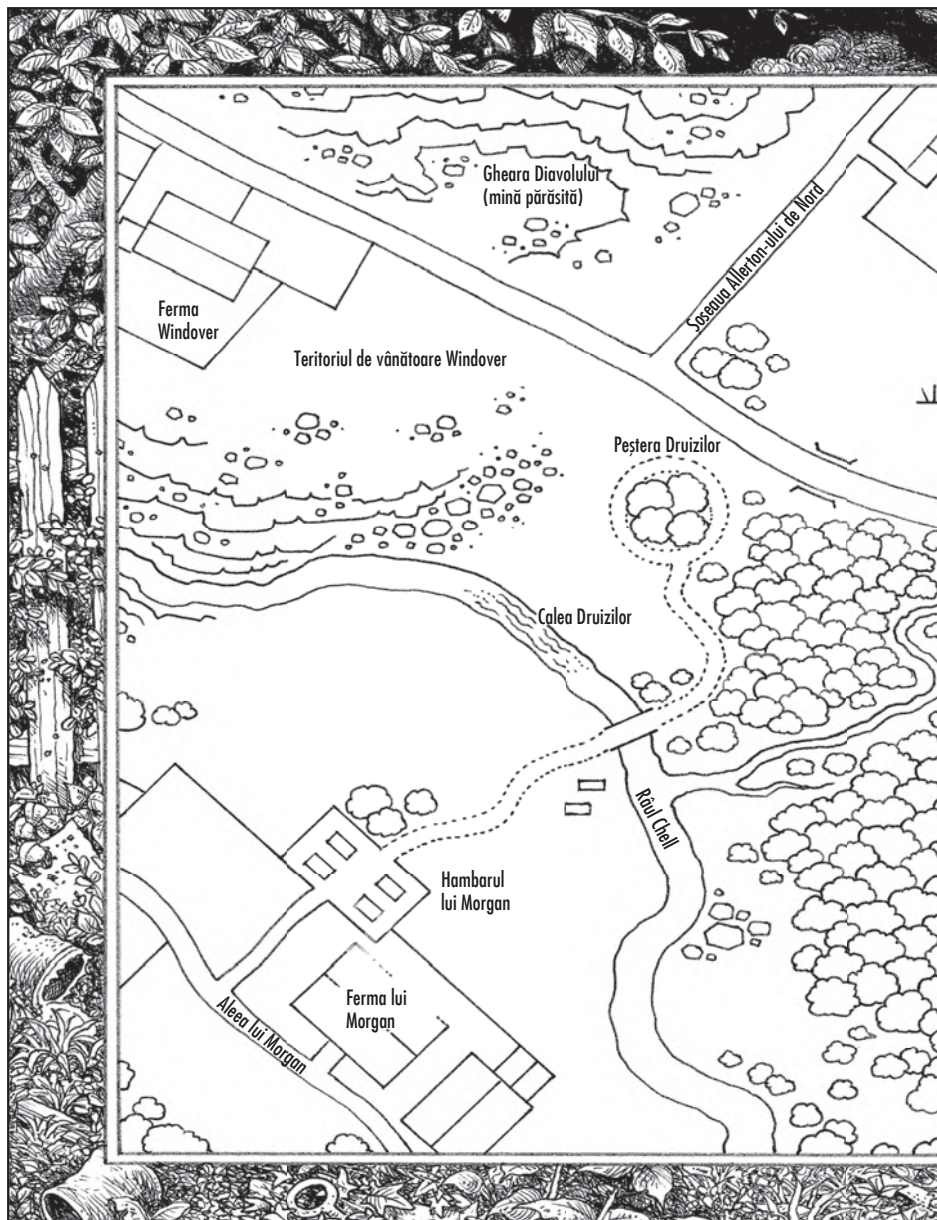 Gheara Diavolului
(mină părăsită)
Soseaua Allerton-ului de Nord
Ferma
Windover
Teritoriul de vânătoare Windover
Peștera Druizilor
Calea Druizilor
Râul Chell
Hambarul
lui Morgan
Ferma lui
Morgan
Aleea lui Morgan